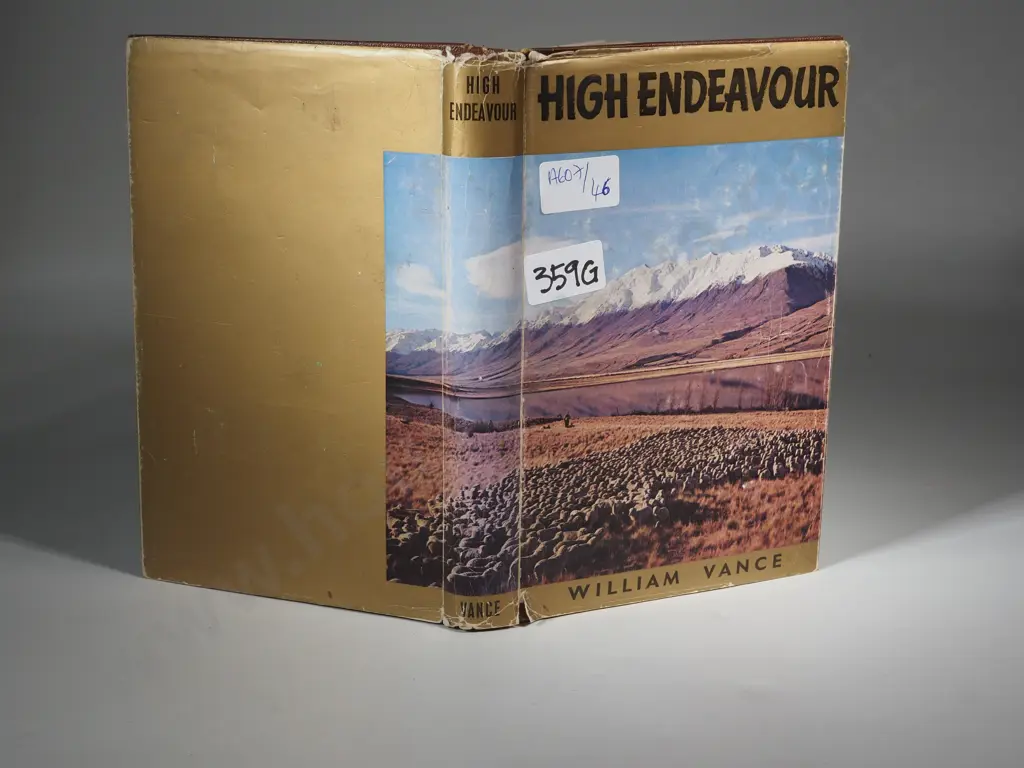 HIGH
ENDEAVOUR
VANCE
HIGH ENDEAVOUR
A607/46
359G
WILLIAM VANCE